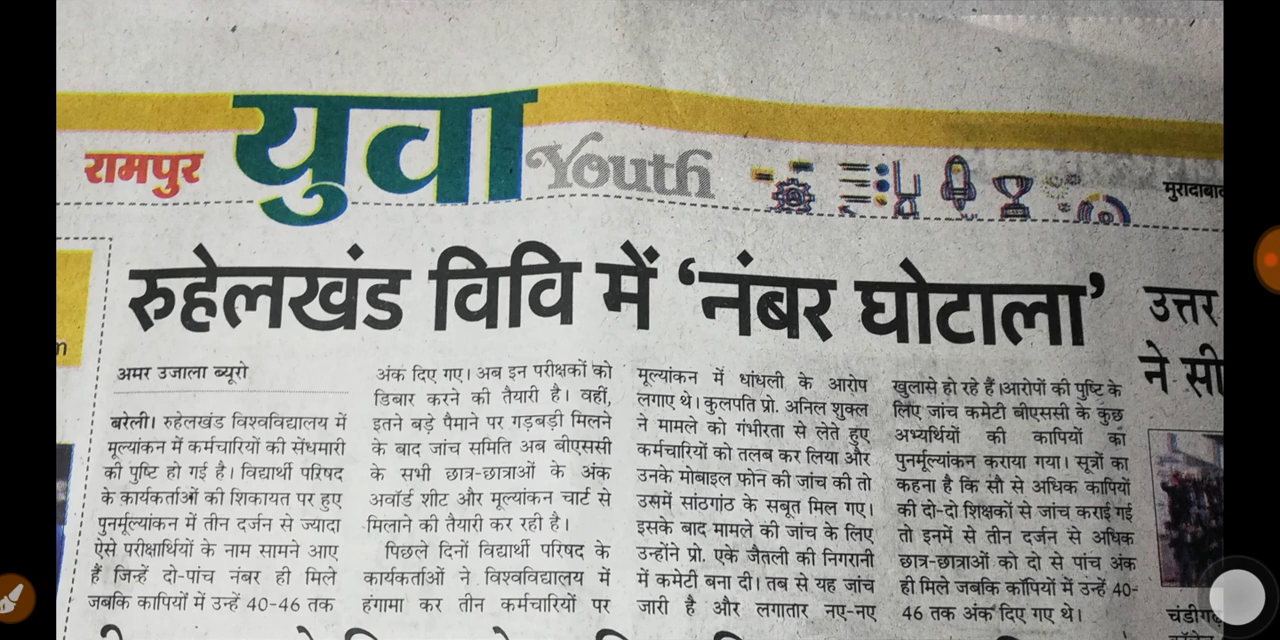 रामपुर
युवा
Youth
रुहेलखंड विवि में ‘नंबर घोटाला’
अमर उजाला ब्यूरो
बरेली। रुहेलखंड विश्वविद्यालय में
मूल्यांकन में कर्मचारियों की सेंधमारी
की पुष्टि हो गई है। विद्यार्थी परिषद
के कार्यकर्ताओं की शिकायत पर हुए
पुनर्मूल्यांकन में तीन दर्जन से ज्यादा
ऐसे परीक्षार्थियों के नाम सामने आए
हैं जिन्हें दो-पांच नंबर ही मिले
जबकि कापियों में उन्हें 40-46 तक
अंक दिए गए। अब इन परीक्षकों को
डिबार करने की तैयारी है। वहीं,
इतने बड़े पैमाने पर गड़बड़ी मिलने
के बाद जांच समिति अब बीएससी
के सभी छात्र-छात्राओं के अंक
अवॉर्ड शीट और मूल्यांकन चार्ट से
मिलाने की तैयारी कर रही है।
पिछले दिनों विद्यार्थी परिषद के
कार्यकर्ताओं ने विश्वविद्यालय में
हंगामा कर तीन कर्मचारियों पर
मूल्यांकन में धांधली के आरोप
लगाए थे। कुलपति प्रो. अनिल शुक्ल
ने मामले को गंभीरता से लेते हुए
कर्मचारियों को तलब कर लिया और
उनके मोबाइल फोन की जांच की तो
उसमें सांठगांठ के सबूत मिल गए।
इसके बाद मामले की जांच के लिए
उन्होंने प्रो. एके जैतली की निगरानी
में कमेटी बना दी। तब से यह जांच
जारी है और लगातार नए-नए
खुलासे हो रहे हैं।आरोपों की पुष्टि के
लिए जांच कमेटी बीएससी के कुछ
अभ्यर्थियों की कापियों का
पुनर्मूल्यांकन कराया गया। सूत्रों का
कहना है कि सौ से अधिक कापियों
की दो-दो शिक्षकों से जांच कराई गई
तो इनमें से तीन दर्जन से अधिक
छात्र-छात्राओं को दो से पांच अंक
ही मिले जबकि कॉपियों में उन्हें 40-
46 तक अंक दिए गए थे।
उत्तर
ने सी